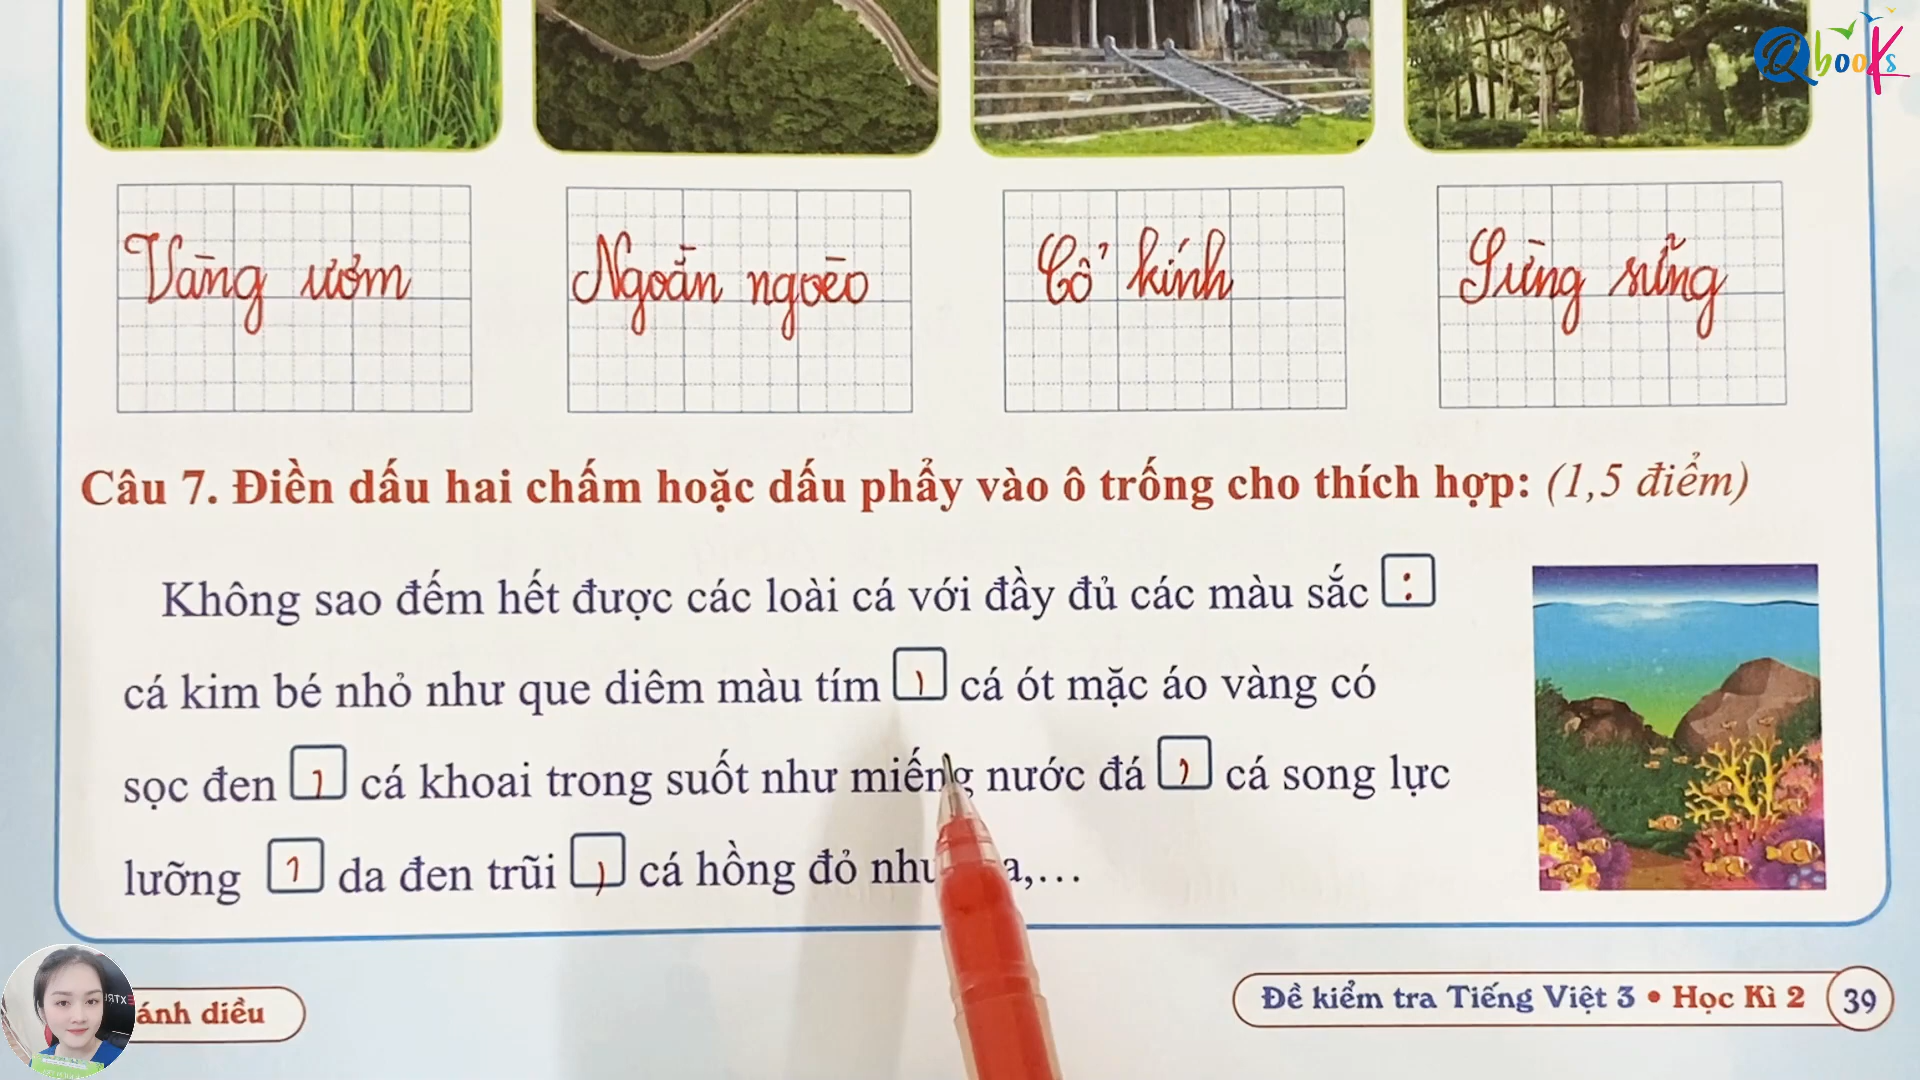 Qbooks
Vàng ươm
Ngoằn ngoèo
Cổ kính
Sừng sững
Câu 7. Điền dấu hai chấm hoặc dấu phẩy vào ô trống cho thích hợp: (1,5 điểm)
Không sao đếm hết được các loài cá với đầy đủ các màu sắc :
cá kim bé nhỏ như que diêm màu tím , cá ót mặc áo vàng có
sọc đen , cá khoai trong suốt như miếng nước đá , cá song lực
lưỡng , da đen trũi , cá hồng đỏ như a,...
ánh diều
Đề kiểm tra Tiếng Việt 3 • Học Kì 2 39